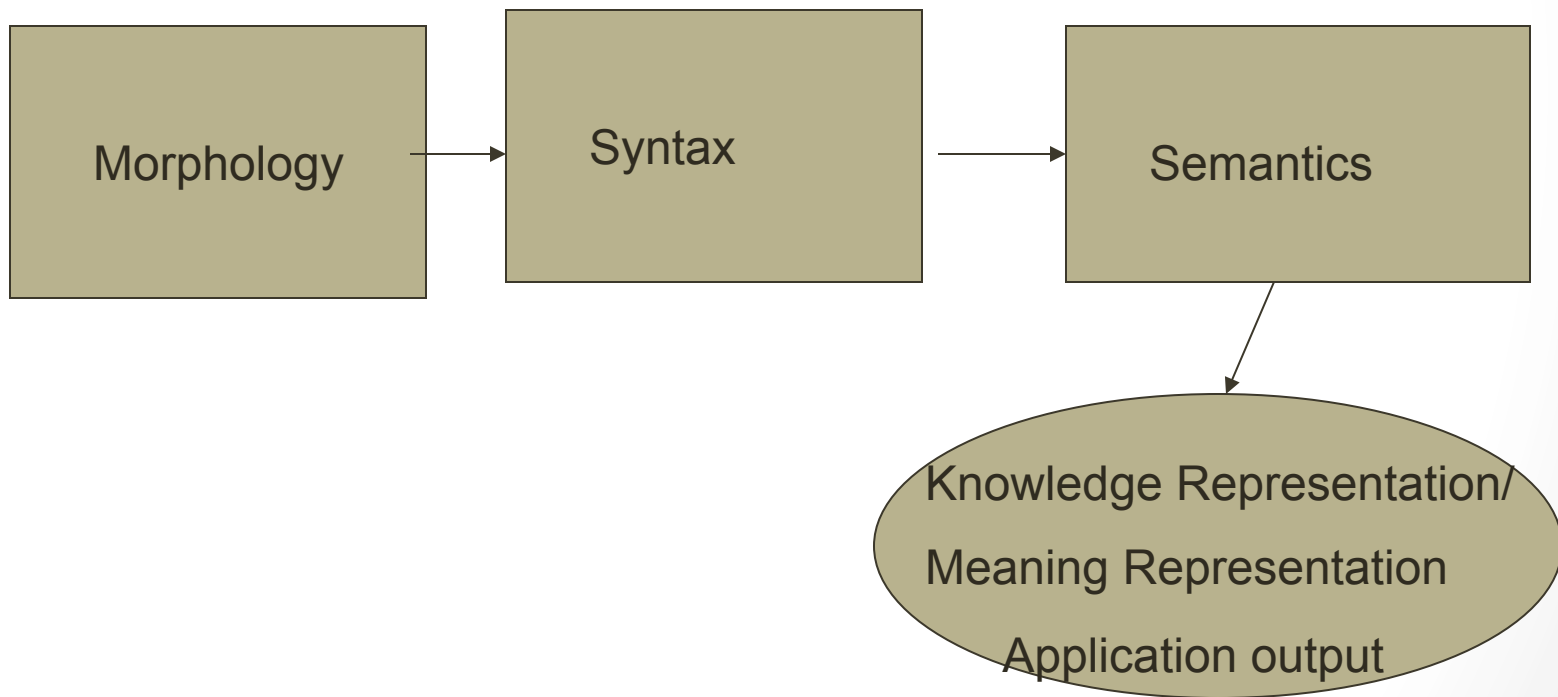 Morphology
Syntax
Semantics
Knowledge Representation/
Meaning Representation
Application output